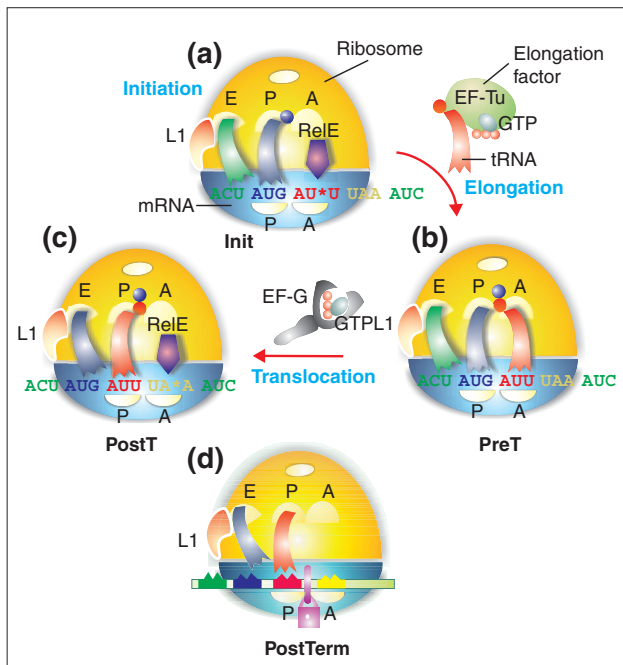 (a)
Ribosome
Elongation
factor
Initiation
E P A
EF-Tu
GTP
L1
RelE
tRNA
Elongation
ACU AUG AU*U UAA AUC
mRNA
P A
Init
(c)
(b)
E P A
EF-G
GTPL1
E P A
L1
RelE
Translocation
ACU AUG AUU UA*A AUC
ACU AUG AUU UAA AUC
P A
P A
PostT
PreT
(d)
E P A
L1
P A
PostTerm